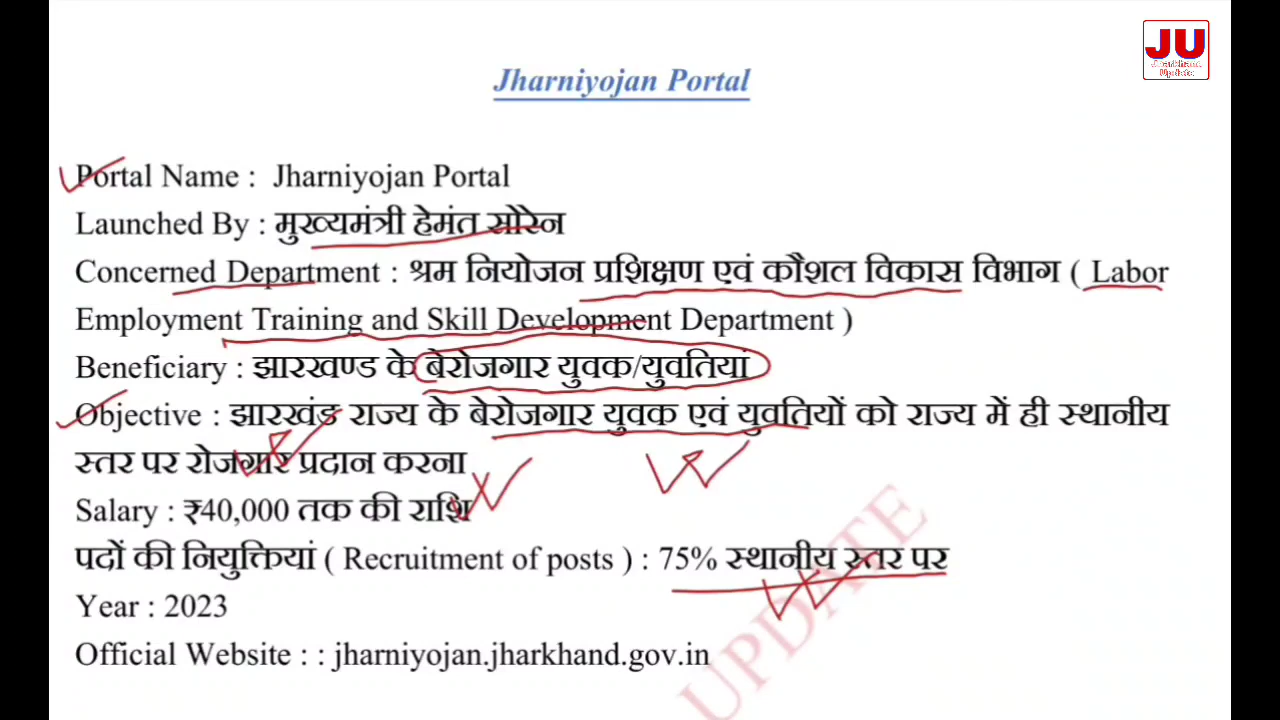 JU
Jharkhand
Update
Jharniyojan Portal
Portal Name : Jharniyojan Portal
Launched By : मुख्यमंत्री हेमंत सोरेन
Concerned Department : श्रम नियोजन प्रशिक्षण एवं कौशल विकास विभाग ( Labor
Employment Training and Skill Development Department )
Beneficiary : झारखण्ड के बेरोजगार युवक/युवतियां
Objective : झारखंड राज्य के बेरोजगार युवक एवं युवतियों को राज्य में ही स्थानीय
स्तर पर रोजगार प्रदान करना
Salary : ₹40,000 तक की राशि
पदों की नियुक्तियां ( Recruitment of posts ) : 75% स्थानीय स्तर पर
Year : 2023
Official Website : : jharniyojan.jharkhand.gov.in
UPDATE